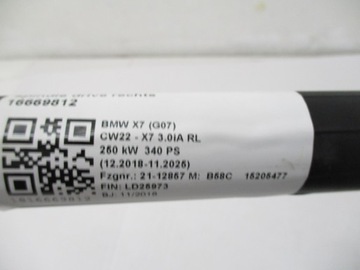 16669812
BMW X7 (G07)
CW22 - X7 3.0iA RL
250 kW 340 PS
(12.2018-11.2025)
Fzgnr.: 21-12857 M: B58C 15205477
FIN: LD25973
BJ: 11/2018
1816669812